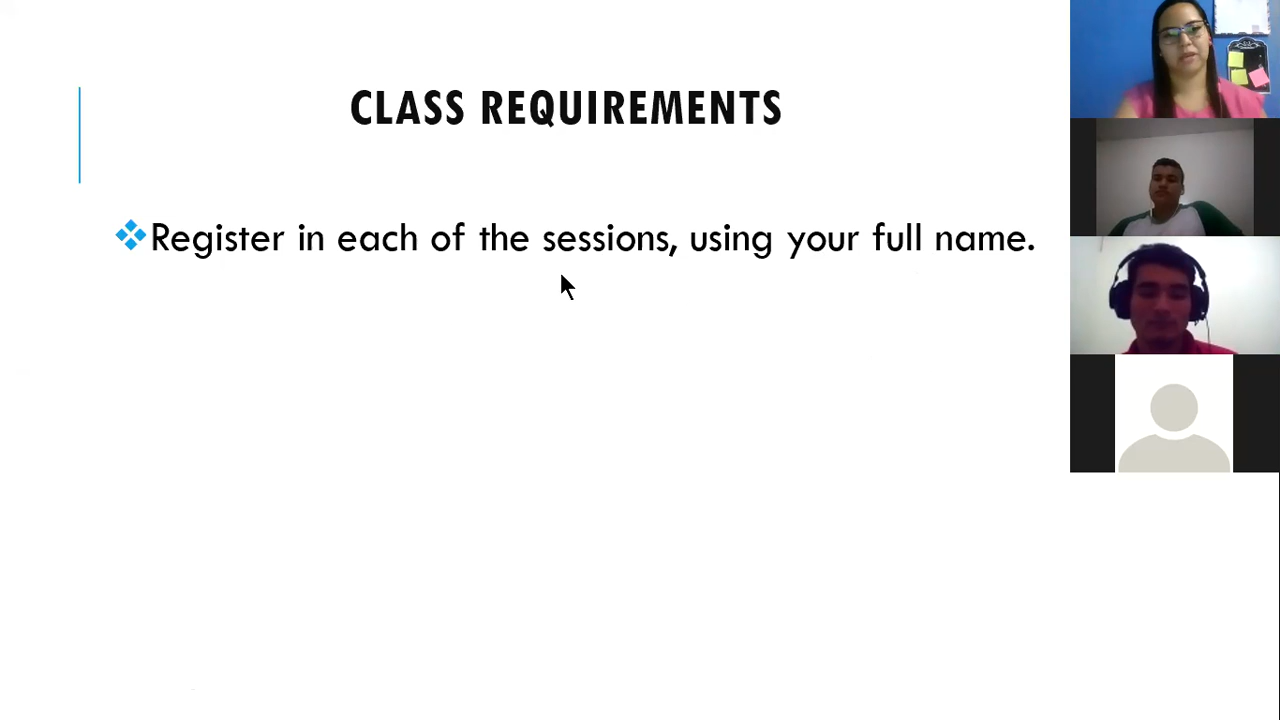 CLASS REQUIREMENTS
Register in each of the sessions, using your full name.